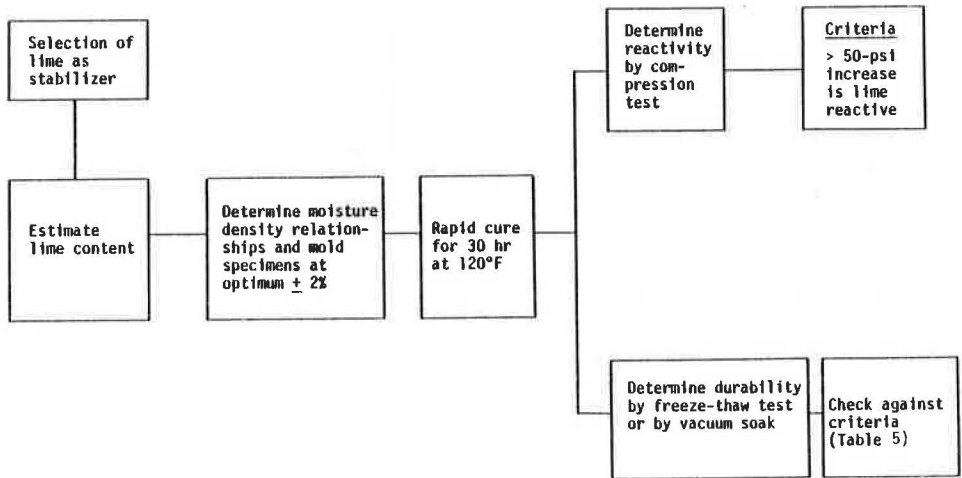 Selection of
lime as
stabilizer
Estimate
lime content
Determine moisture
density relation-
ships and mold
specimens at
optimum ± 2%
Rapid cure
for 30 hr
at 120°F
Determine
reactivity
by com-
pression
test
Criteria
> 50-psi
increase
is lime
reactive
Determine durability
by freeze-thaw test
or by vacuum soak
Check against
criteria
(Table 5)